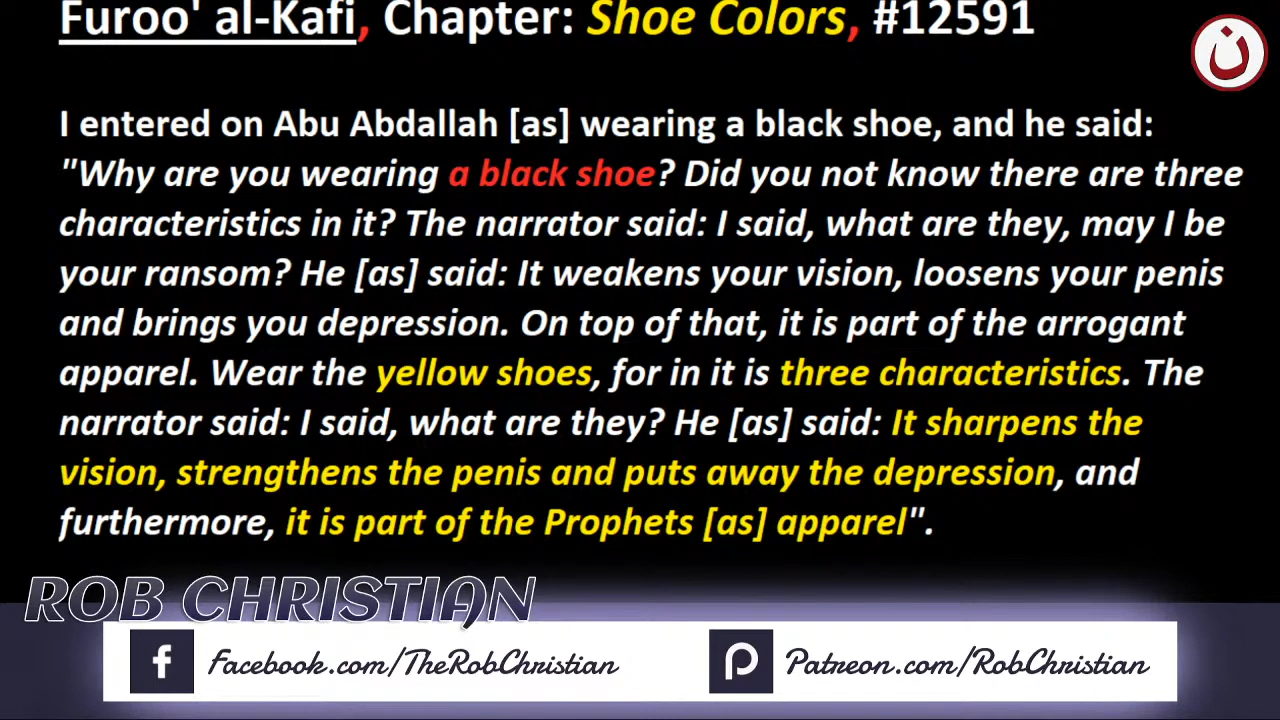 Furoo' al-Kafi, Chapter: Shoe Colors, #12591
ن
I entered on Abu Abdallah [as] wearing a black shoe, and he said:
"Why are you wearing a black shoe? Did you not know there are three
characteristics in it? The narrator said: I said, what are they, may I be
your ransom? He [as] said: It weakens your vision, loosens your penis
and brings you depression. On top of that, it is part of the arrogant
apparel. Wear the yellow shoes, for in it is three characteristics. The
narrator said: I said, what are they? He [as] said: It sharpens the
vision, strengthens the penis and puts away the depression, and
furthermore, it is part of the Prophets [as] apparel".
ROB CHRISTIAN
Facebook.com/TheRobChristian
Patreon.com/RobChristian